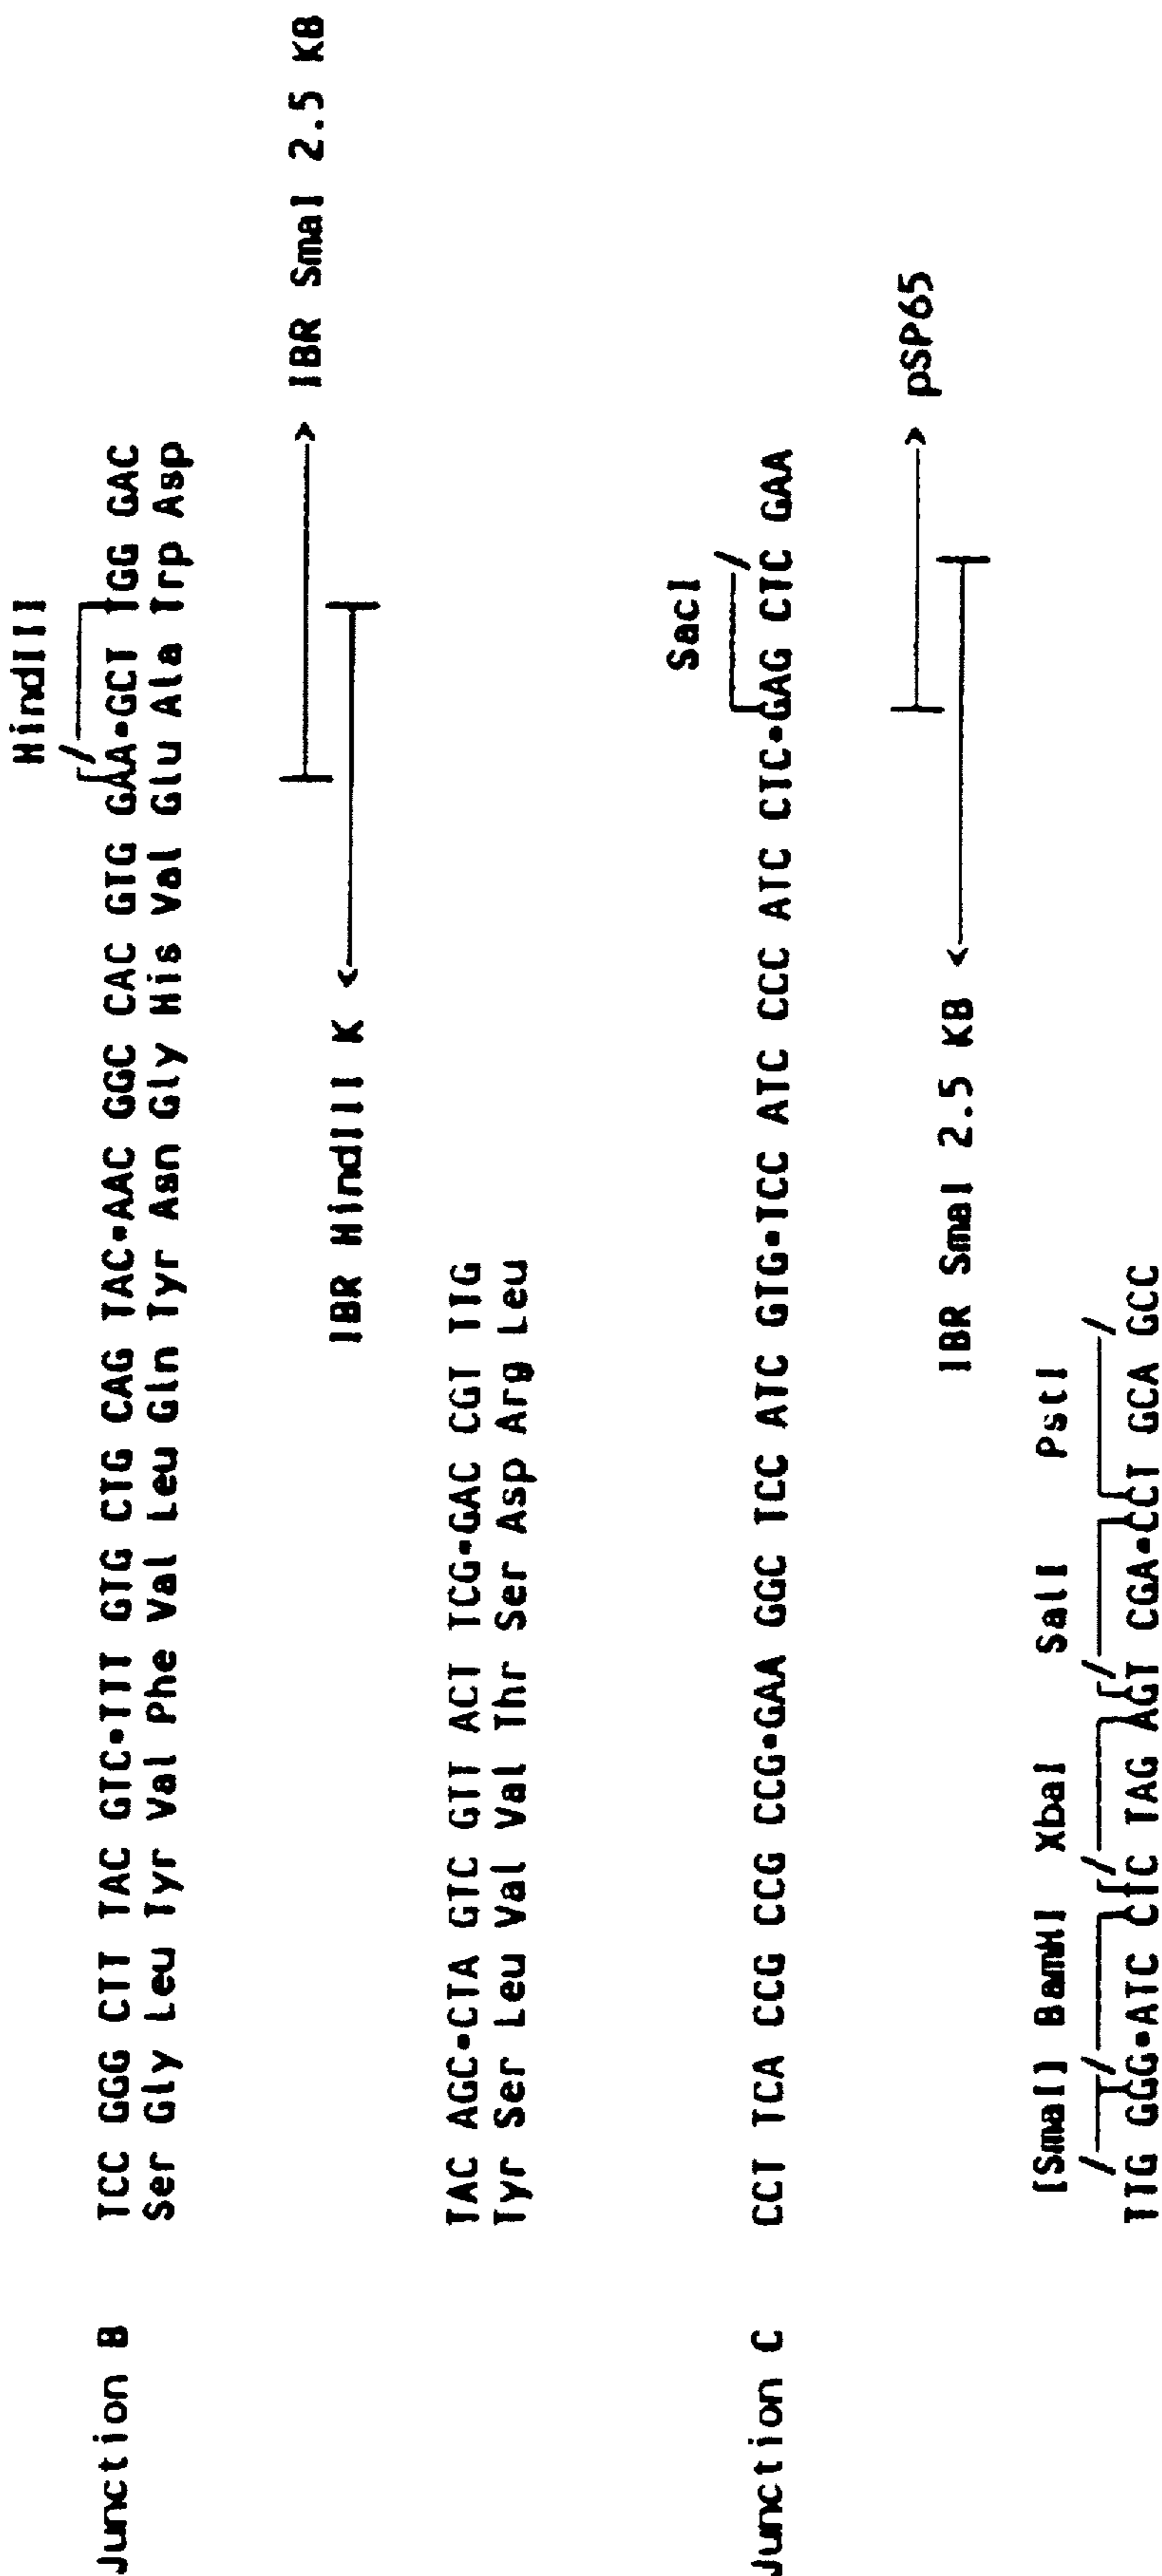 HindIII
Junction B TCC GGG CTT TAC GTC•TTT GTG CTG CAG TAC•AAC GGC CAC GTG GAA•GCT TGG GAC
Ser Gly Leu Tyr Val Phe Val Leu Gln Tyr Asn Gly His Val Glu Ala Trp Asp
> IBR SmaI 2.5 KB
IBR HindIII K <
TAC AGC•CTA GTC GTT ACT TCG•GAC CGT TTG
Tyr Ser Leu Val Val Thr Ser Asp Arg Leu
SacI
Junction C CCT TCA CCG CCG CCG•GAA GGC TCC ATC GTG•TCC ATC CCC ATC CTC•GAG CTC GAA
> pSP65
IBR SmaI 2.5 KB <
[SmaI) BamHI XbaI SalI PstI
TTG GGG•ATC CTC TAG AGT CGA•CCT GCA GCC